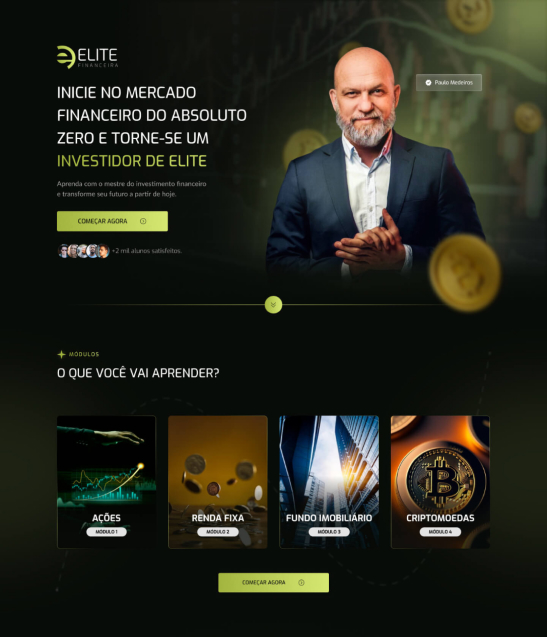 ELITE
FINANCEIRA
INICIE NO MERCADO
FINANCEIRO DO ABSOLUTO
ZERO E TORNE-SE UM
INVESTIDOR DE ELITE
Aprenda com o mestre do investimento financeiro
e transforme seu futuro a partir de hoje.
COMEÇAR AGORA
+2 mil alunos satisfeitos.
Paulo Medeiros
MÓDULOS
O QUE VOCÊ VAI APRENDER?
AÇÕES
MÓDULO 1
RENDA FIXA
MÓDULO 2
FUNDO IMOBILIÁRIO
MÓDULO 3
CRIPTOMOEDAS
MÓDULO 4
COMEÇAR AGORA